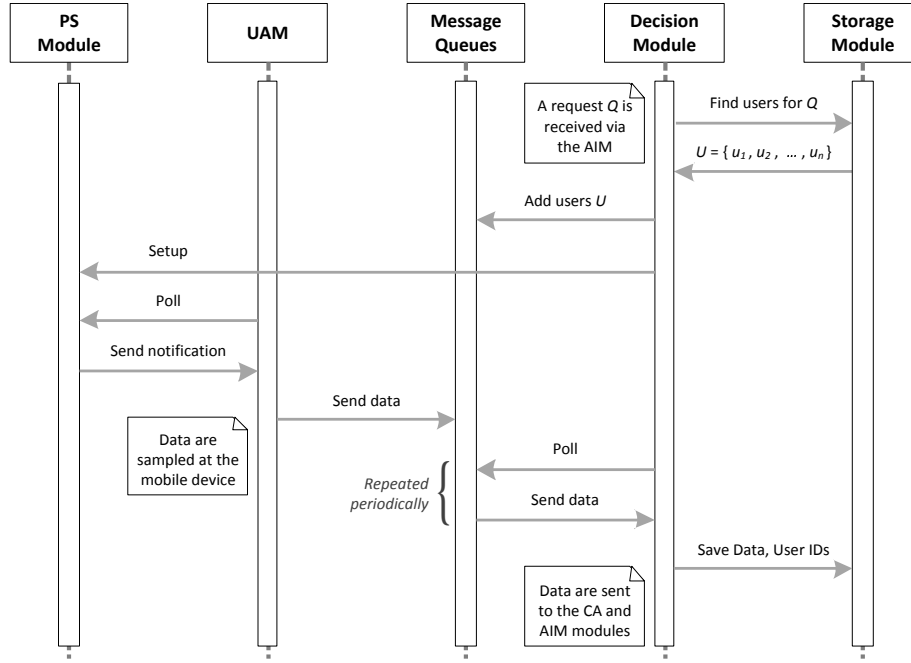 PS
Module
UAM
Message
Queues
Decision
Module
Storage
Module
A request Q is
received via
the AIM
Find users for Q
U = { u1 , u2 , ... , un }
Add users U
Setup
Poll
Send notification
Send data
Data are
sampled at the
mobile device
Poll
Repeated
periodically
Send data
Save Data, User IDs
Data are sent
to the CA and
AIM modules